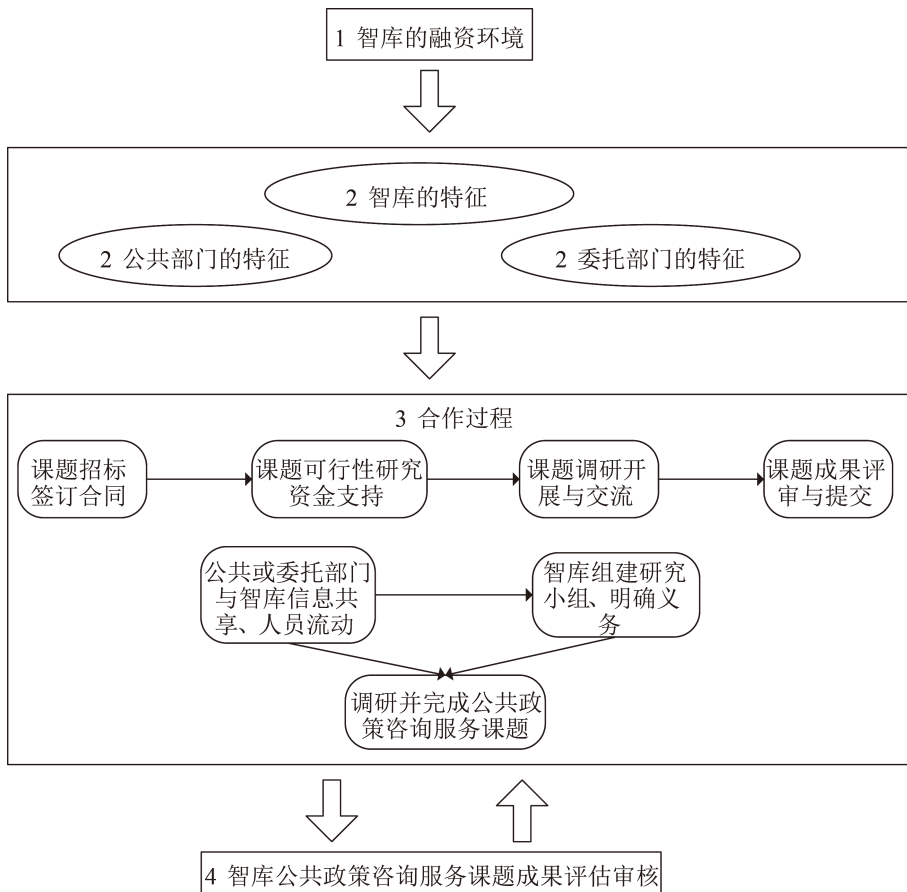 1 智库的融资环境
2 智库的特征
2 公共部门的特征
2 委托部门的特征
3 合作过程
课题招标
签订合同
课题可行性研究
资金支持
课题调研开
展与交流
课题成果评
审与提交
公共或委托部门
与智库信息共
享、人员流动
智库组建研究
小组、明确义
务
调研并完成公共政
策咨询服务课题
4 智库公共政策咨询服务课题成果评估审核